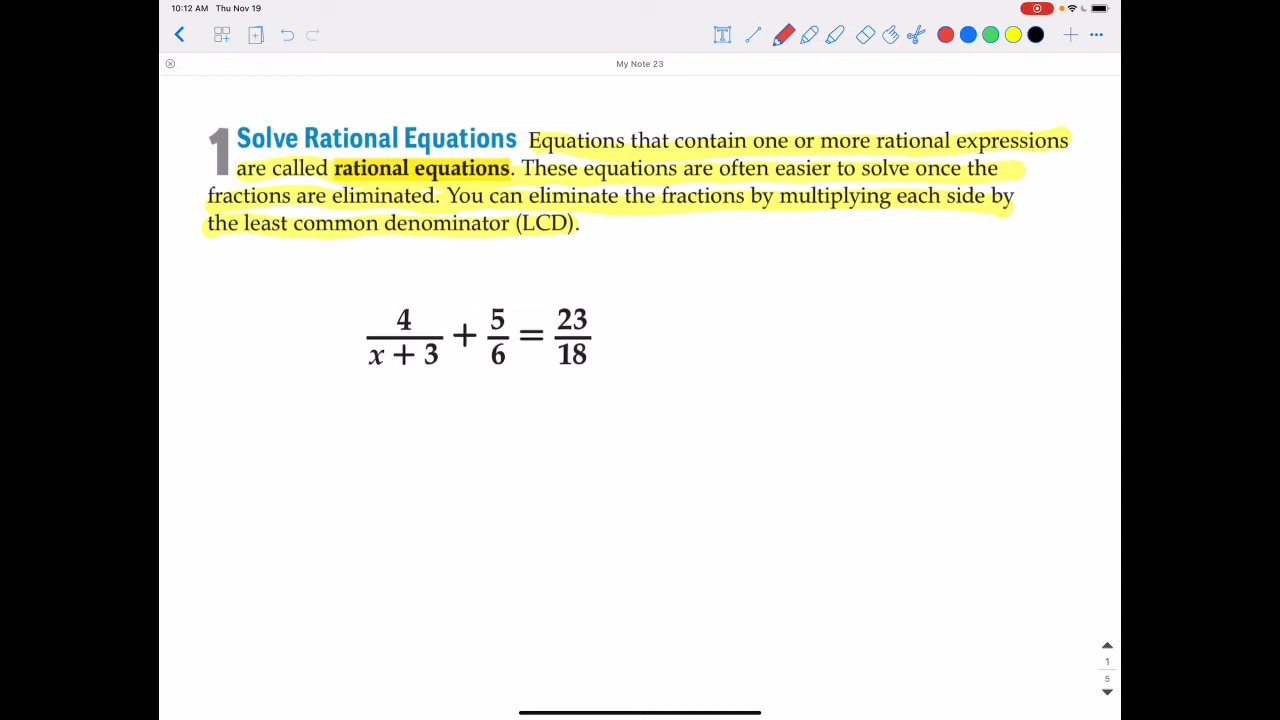 10:12 AM Thu Nov 19
My Note 23
1 Solve Rational Equations Equations that contain one or more rational expressions
are called rational equations. These equations are often easier to solve once the
fractions are eliminated. You can eliminate the fractions by multiplying each side by
the least common denominator (LCD).
4/(x + 3) + 5/6 = 23/18
1
5